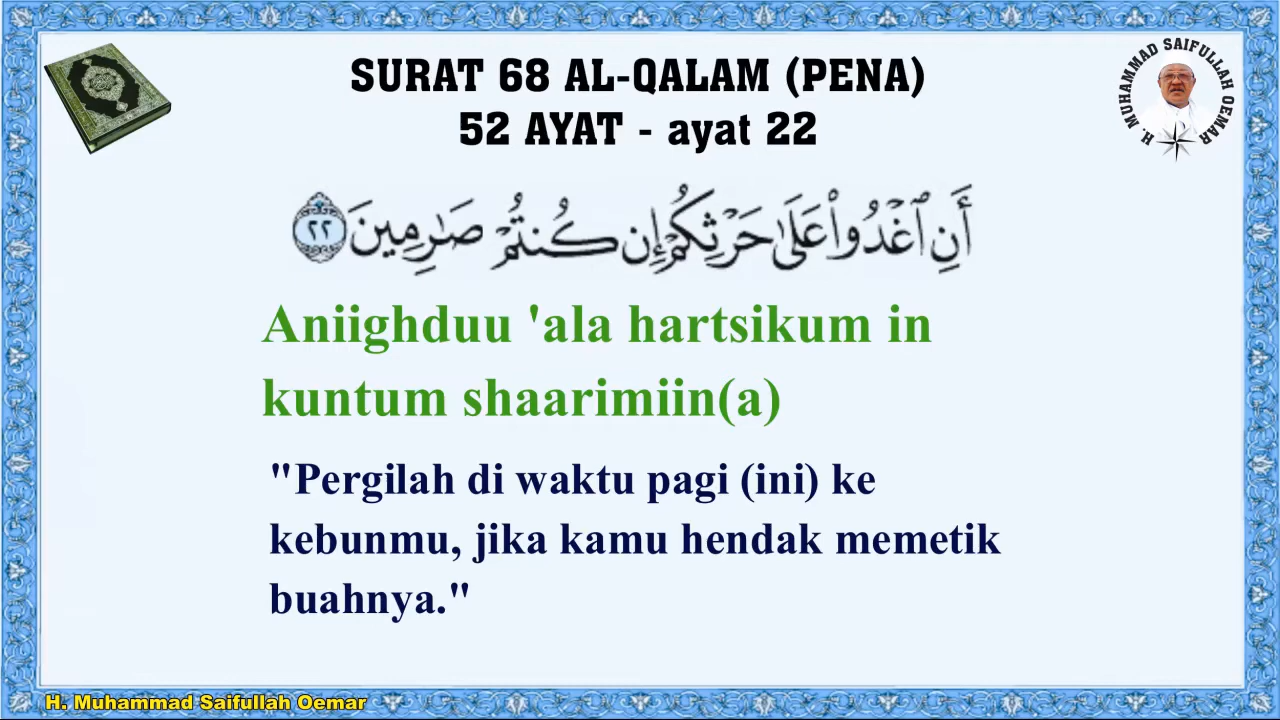 SURAT 68 AL-QALAM (PENA)
52 AYAT - ayat 22
H. MUHAMMAD SAIFULLAH OEMAR
أَنِ ٱغْدُوا۟ عَلَىٰ حَرْثِكُمْ إِن كُنتُمْ صَـٰرِمِينَ ٢٢
Aniighduu 'ala hartsikum in
kuntum shaarimiin(a)
"Pergilah di waktu pagi (ini) ke
kebunmu, jika kamu hendak memetik
buahnya."
H. Muhammad Saifullah Oemar